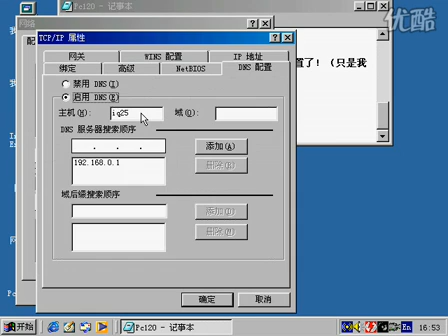 Pc120 - 记事本
优酷
网络
TCP/IP 属性
网关 WINS 配置 IP 地址
绑定 高级 NetBIOS DNS 配置
置了！（只是我
禁用 DNS(I)
启用 DNS(E)
主机(H): iq25 域(O):
DNS 服务器搜索顺序
. . . 添加(A)
192.168.0.1 删除(R)
域后缀搜索顺序
添加(D)
删除(M)
确定 取消
开始 Pc120 - 记事本 En 16:53